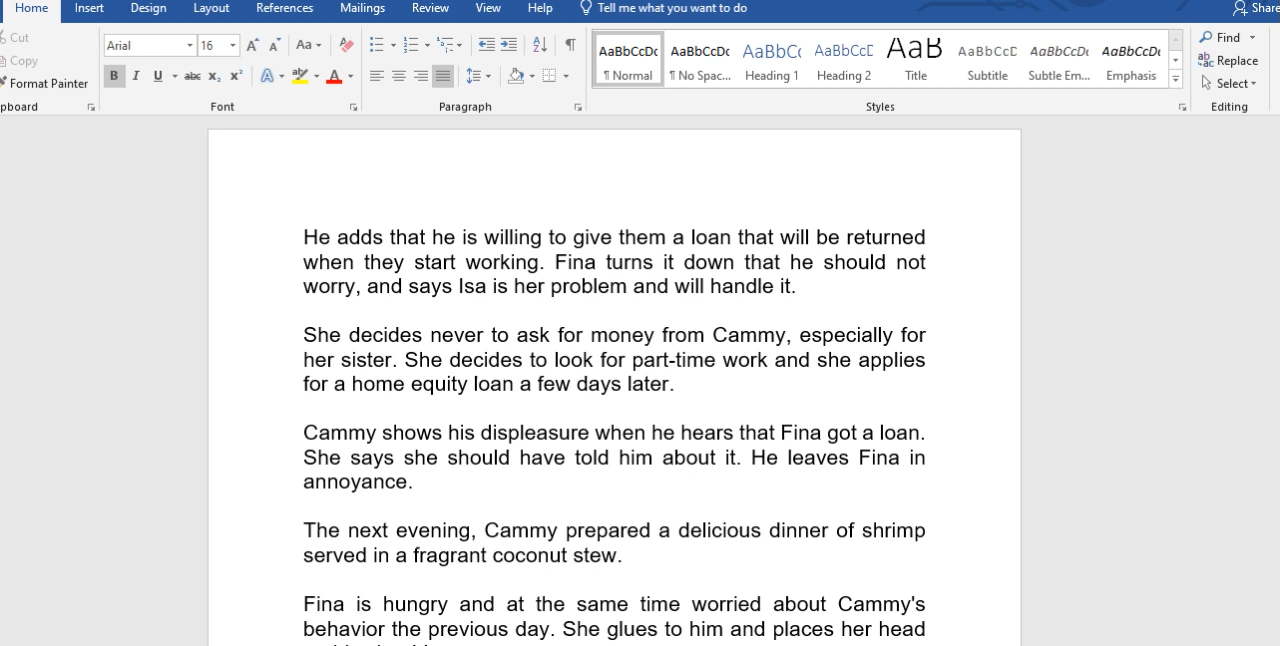 Home Insert Design Layout References Mailings Review View Help Tell me what you want to do Share
Cut
Copy
Format Painter
pboard
Arial 16 A A Aa
B I U abc X₂ X² A ab A
Font
Paragraph
AaBbCcDc AaBbCcDc AaBbCc AaBbCcD AaB AaBbCcD AaBbCcDc AaBbCcDc
¶ Normal ¶ No Spac... Heading 1 Heading 2 Title Subtitle Subtle Em... Emphasis
Styles
Find
Replace
Select
Editing
He adds that he is willing to give them a loan that will be returned
when they start working. Fina turns it down that he should not
worry, and says Isa is her problem and will handle it.
She decides never to ask for money from Cammy, especially for
her sister. She decides to look for part-time work and she applies
for a home equity loan a few days later.
Cammy shows his displeasure when he hears that Fina got a loan.
She says she should have told him about it. He leaves Fina in
annoyance.
The next evening, Cammy prepared a delicious dinner of shrimp
served in a fragrant coconut stew.
Fina is hungry and at the same time worried about Cammy's
behavior the previous day. She glues to him and places her head